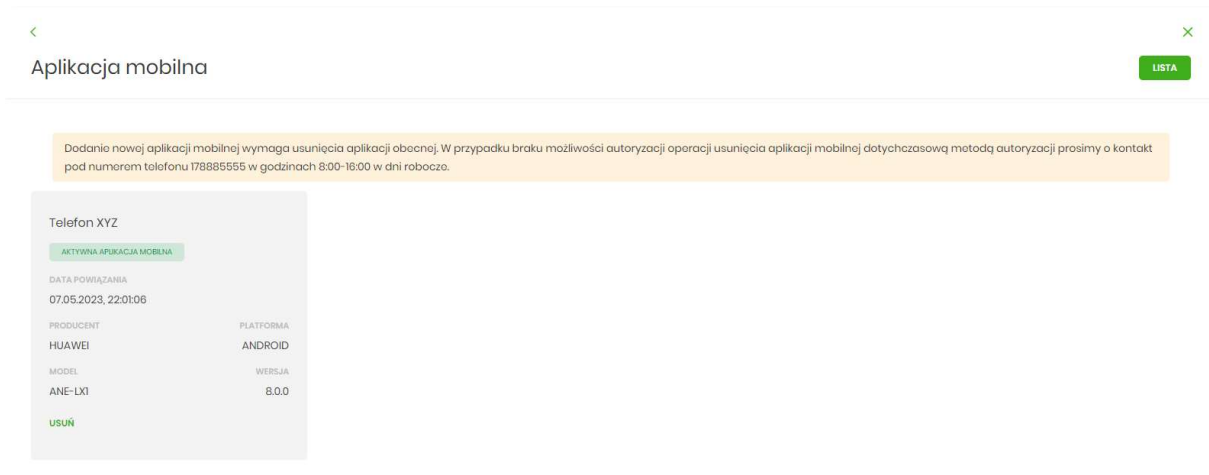 Aplikacja mobilna
LISTA
Dodanie nowej aplikacji mobilnej wymaga usunięcia aplikacji obecnej. W przypadku braku możliwości autoryzacji operacji usunięcia aplikacji mobilnej dotychczasową metodą autoryzacji prosimy o kontakt
pod numerem telefonu 178885555 w godzinach 8:00-16:00 w dni robocze.
Telefon XYZ
AKTYWNA APLIKACJA MOBILNA
DATA POWIĄZANIA
07.05.2023, 22:01:06
PRODUCENT PLATFORMA
HUAWEI ANDROID
MODEL WERSJA
ANE-LX1 8.0.0
USUŃ